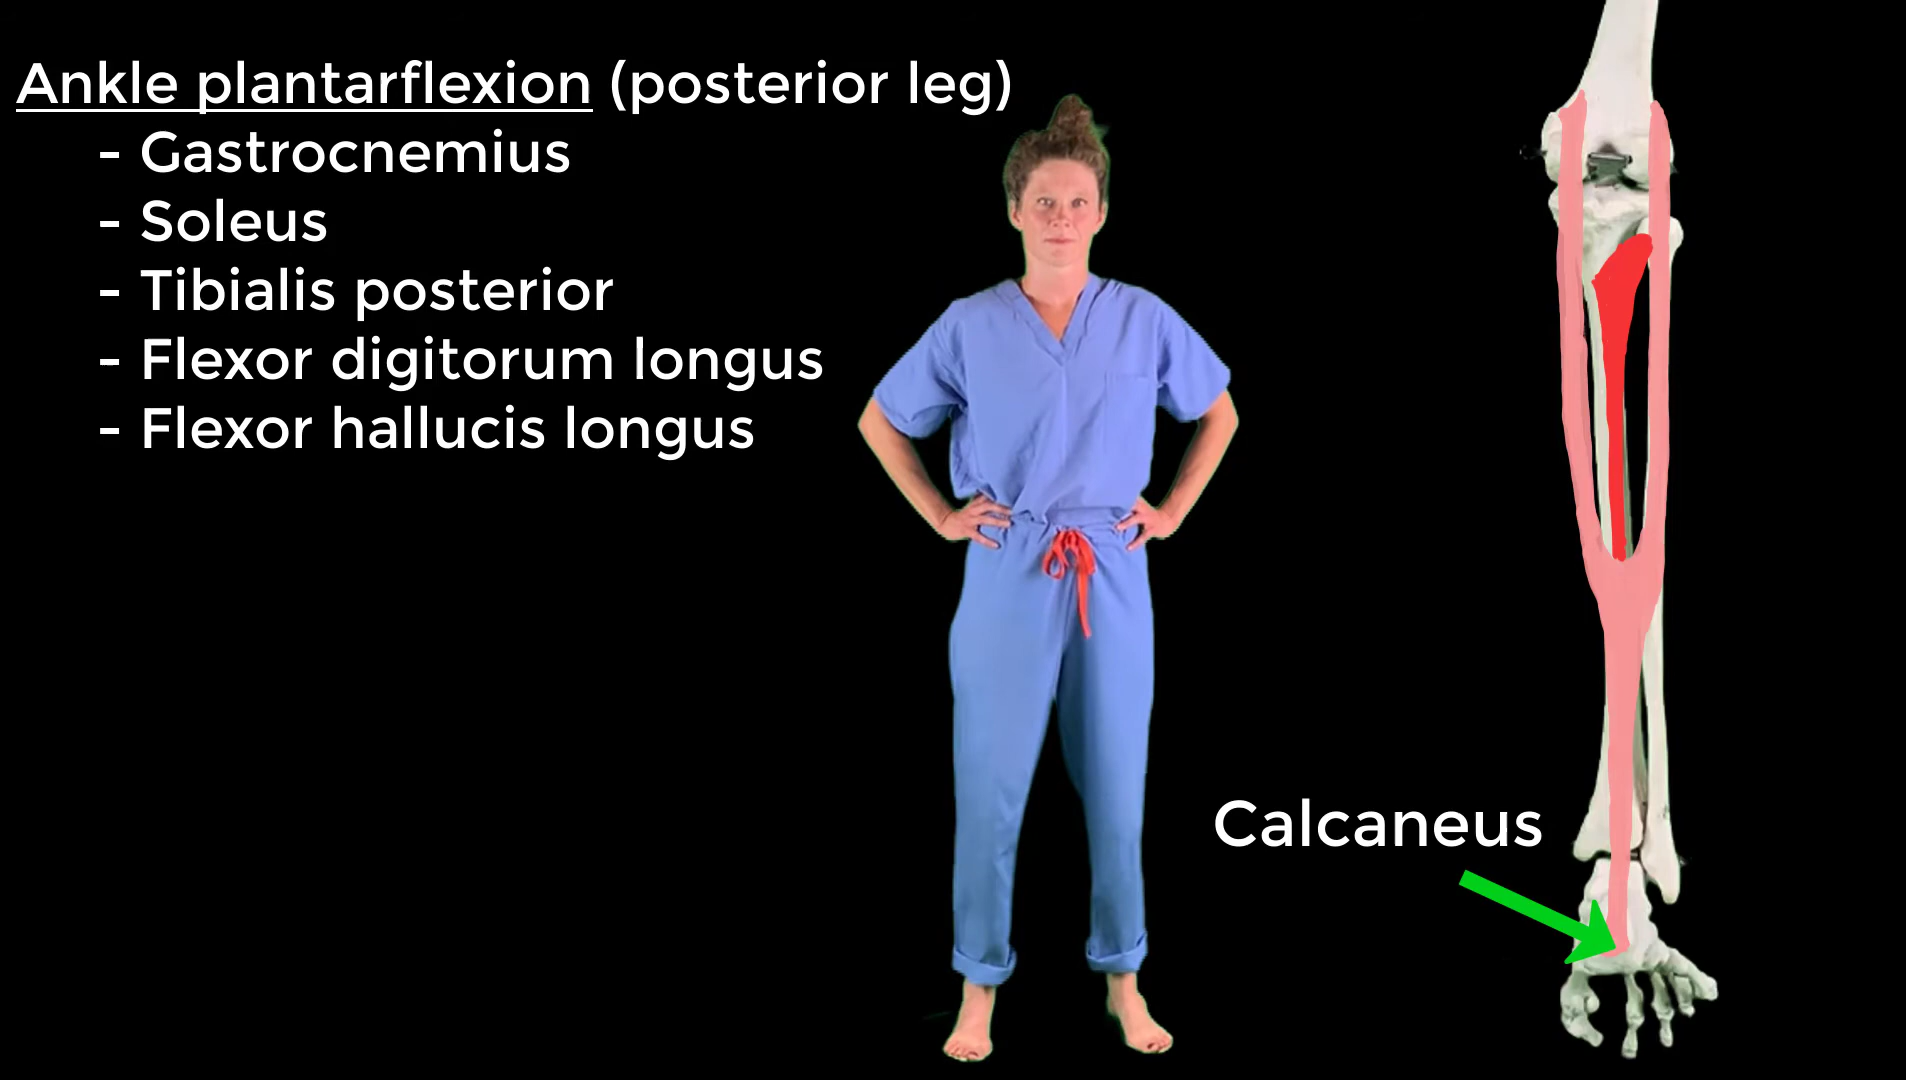 Ankle plantarflexion (posterior leg)
- Gastrocnemius
- Soleus
- Tibialis posterior
- Flexor digitorum longus
- Flexor hallucis longus
Calcaneus